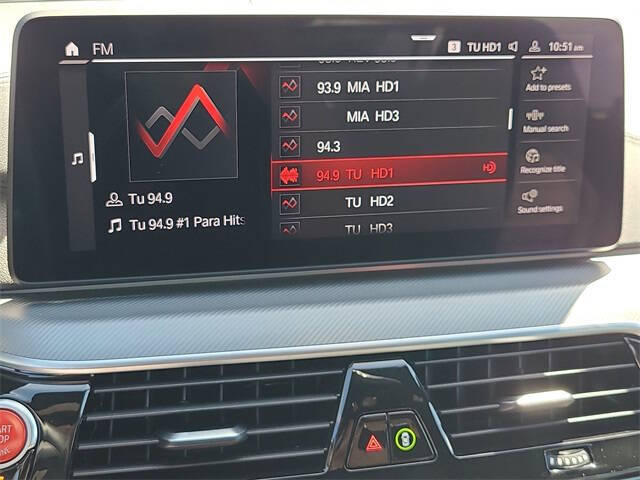 FM
3 TU HD1 10:51 am
93.9 MIA HD1
MIA HD3
94.3
94.9 TU HD1
TU HD2
TU HD3
Tu 94.9
Tu 94.9 #1 Para Hits
Add to presets
Manual search
Recognize title
Sound settings
STOP